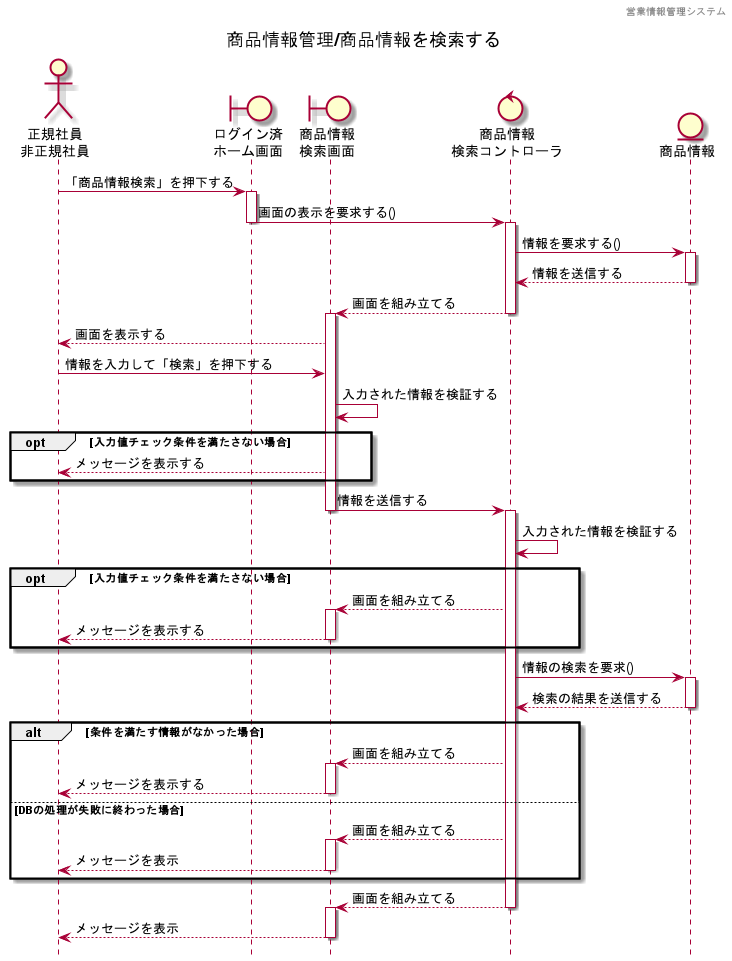 営業情報管理システム
商品情報管理/商品情報を検索する
正規社員
非正規社員
ログイン済
ホーム画面
商品情報
検索画面
商品情報
検索コントローラ
商品情報
「商品情報検索」を押下する
画面の表示を要求する()
情報を要求する()
情報を送信する
画面を組み立てる
画面を表示する
情報を入力して「検索」を押下する
入力された情報を検証する
opt [入力値チェック条件を満たさない場合]
メッセージを表示する
情報を送信する
入力された情報を検証する
opt [入力値チェック条件を満たさない場合]
画面を組み立てる
メッセージを表示する
情報の検索を要求()
検索の結果を送信する
alt [条件を満たす情報がなかった場合]
画面を組み立てる
メッセージを表示する
[DBの処理が失敗に終わった場合]
画面を組み立てる
メッセージを表示
画面を組み立てる
メッセージを表示